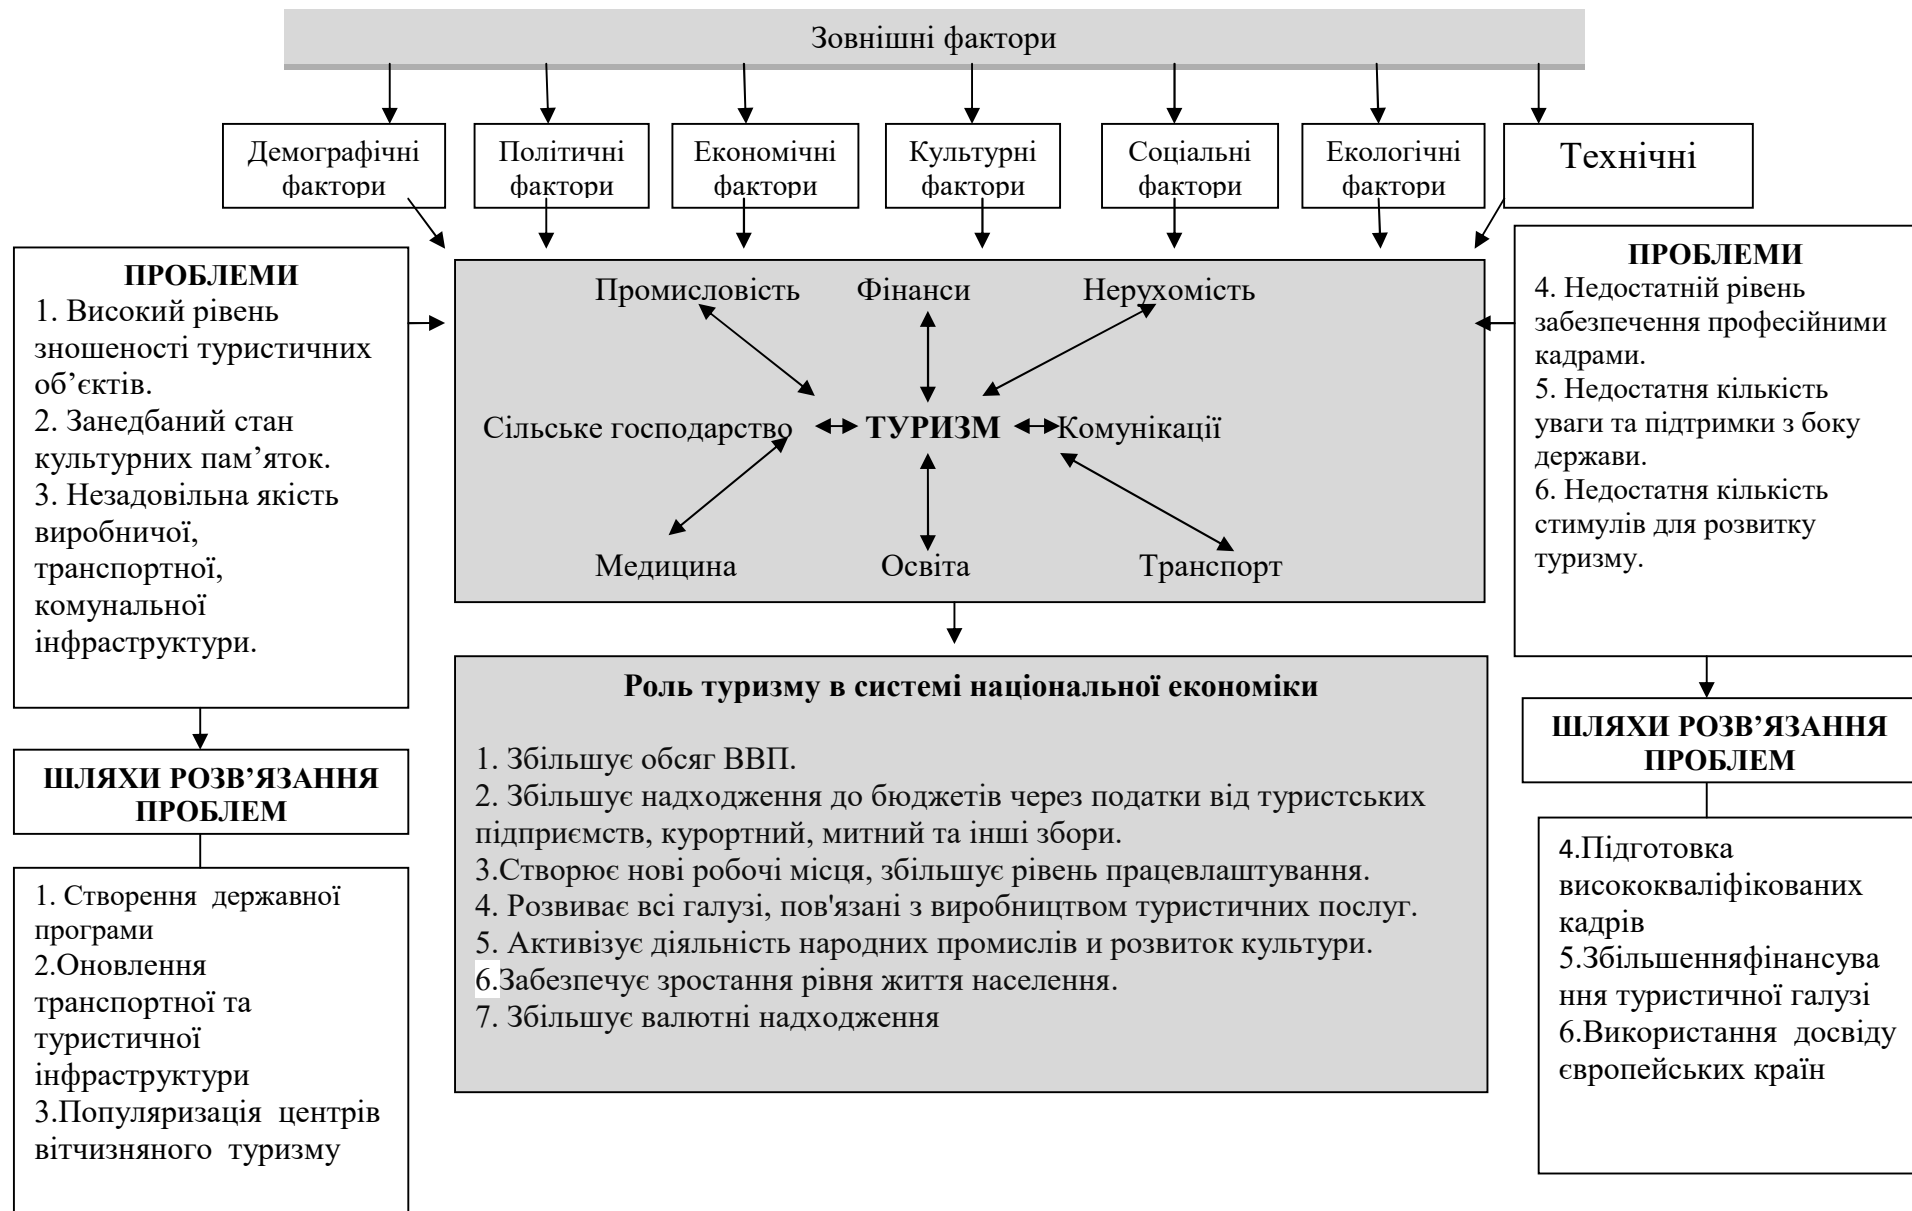 Зовнішні фактори
Демографічні
фактори
Політичні
фактори
Економічні
фактори
Культурні
фактори
Соціальні
фактори
Екологічні
фактори
Технічні
ПРОБЛЕМИ
1. Високий рівень
зношеності туристичних
об’єктів.
2. Занедбаний стан
культурних пам’яток.
3. Незадовільна якість
виробничої,
транспортної,
комунальної
інфраструктури.
Промисловість Фінанси Нерухомість
Сільське господарство ТУРИЗМ Комунікації
Медицина Освіта Транспорт
ПРОБЛЕМИ
4. Недостатній рівень
забезпечення професійними
кадрами.
5. Недостатня кількість
уваги та підтримки з боку
держави.
6. Недостатня кількість
стимулів для розвитку
туризму.
ШЛЯХИ РОЗВ’ЯЗАННЯ
ПРОБЛЕМ
1. Створення державної
програми
2.Оновлення
транспортної та
туристичної
інфраструктури
3.Популяризація центрів
вітчизняного туризму
Роль туризму в системі національної економіки
1. Збільшує обсяг ВВП.
2. Збільшує надходження до бюджетів через податки від туристських
підприємств, курортний, митний та інші збори.
3.Створює нові робочі місця, збільшує рівень працевлаштування.
4. Розвиває всі галузі, пов'язані з виробництвом туристичних послуг.
5. Активізує діяльність народних промислів и розвиток культури.
6.Забезпечує зростання рівня життя населення.
7. Збільшує валютні надходження
ШЛЯХИ РОЗВ’ЯЗАННЯ
ПРОБЛЕМ
4.Підготовка
висококваліфікованих
кадрів
5.Збільшенняфінансува
ння туристичної галузі
6.Використання досвіду
європейських країн